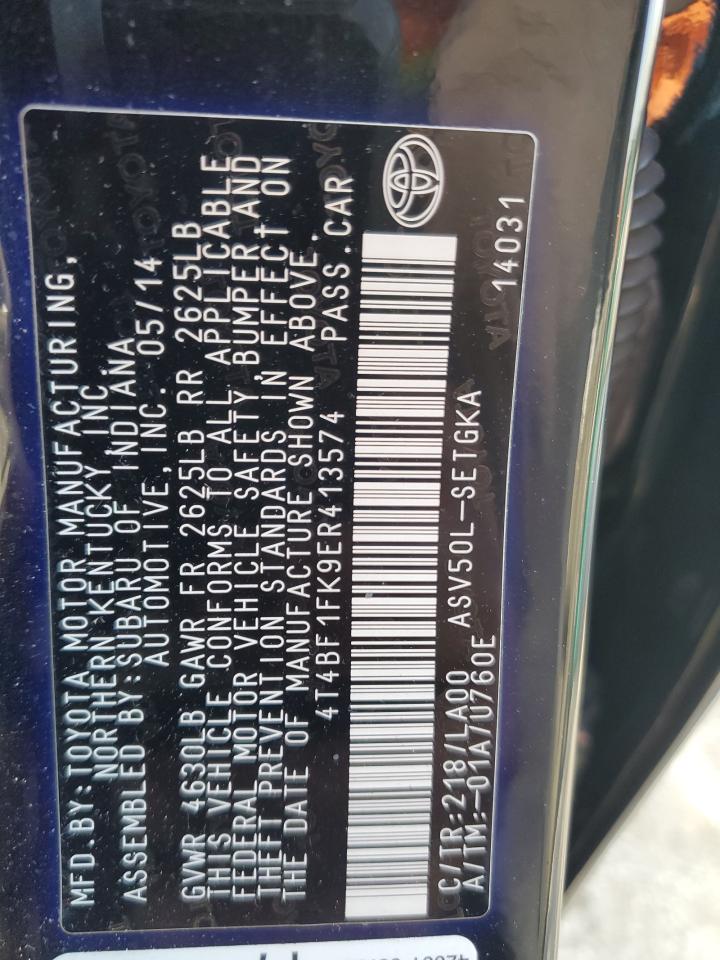 MFD.BY:TOYOTA MOTOR MANUFACTURING,
NORTHERN KENTUCKY, INC.
ASSEMBLED BY:SUBARU OF INDIANA
AUTOMOTIVE,INC. 05/14
GVWR 4630LB GAWR FR 2625LB RR 2625LB
THIS VEHICLE CONFORMS TO ALL APPLICABLE
FEDERAL MOTOR VEHICLE SAFETY,BUMPER AND
THEFT PREVENTION STANDARDS IN EFFECT ON
THE DATE OF MANUFACTURE SHOWN ABOVE.
4T4BF1FK9ER413574 PASS.CAR
C/TR:218/LA00 ASV50L-SETGKA
A/TM:-01A/U760E 14031